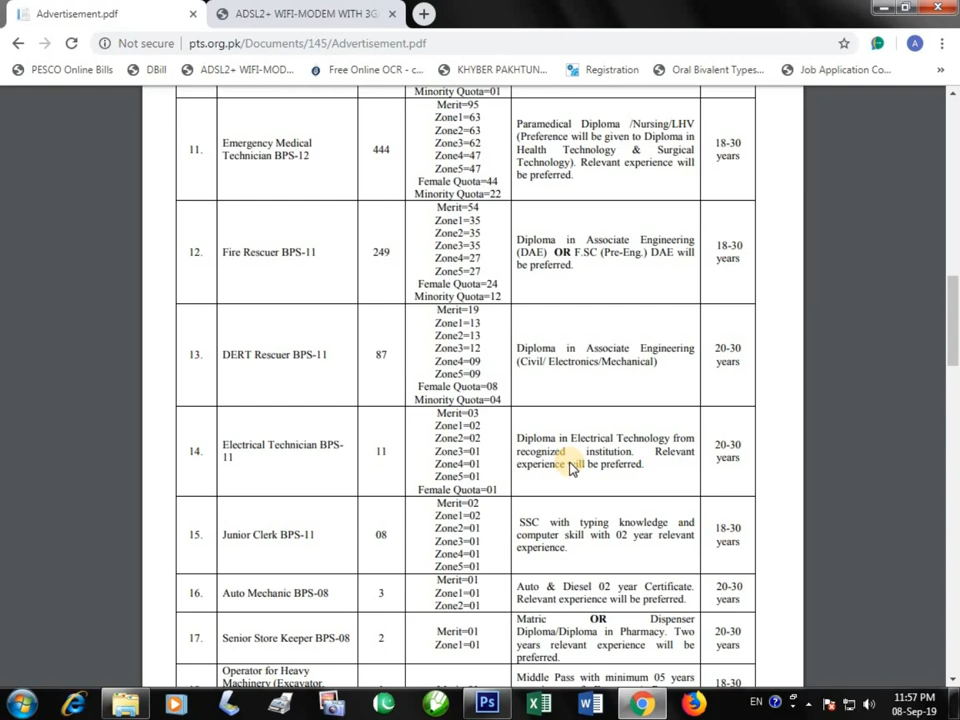 Advertisement.pdf
ADSL2+ WIFI-MODEM WITH 3G
Not secure | pts.org.pk/Documents/145/Advertisement.pdf
A
PESCO Online Bills
DBill
ADSL2+ WIFI-MOD...
Free Online OCR - c...
KHYBER PAKHTUN...
Registration
Oral Bivalent Types...
Job Application Co...
»
Minority Quota=01
11.
Emergency Medical
Technician BPS-12
444
Merit=95
Zone1=63
Zone2=63
Zone3=62
Zone4=47
Zone5=47
Female Quota=44
Minority Quota=22
Paramedical Diploma /Nursing/LHV
(Preference will be given to Diploma in
Health Technology & Surgical
Technology). Relevant experience will
be preferred.
18-30
years
12.
Fire Rescuer BPS-11
249
Merit=54
Zone1=35
Zone2=35
Zone3=35
Zone4=27
Zone5=27
Female Quota=24
Minority Quota=12
Diploma in Associate Engineering
(DAE) OR F.SC (Pre-Eng.) DAE will
be preferred.
18-30
years
13.
DERT Rescuer BPS-11
87
Merit=19
Zone1=13
Zone2=13
Zone3=12
Zone4=09
Zone5=09
Female Quota=08
Minority Quota=04
Diploma in Associate Engineering
(Civil/ Electronics/Mechanical)
20-30
years
14.
Electrical Technician BPS-
11
11
Merit=03
Zone1=02
Zone2=02
Zone3=01
Zone4=01
Zone5=01
Female Quota=01
Diploma in Electrical Technology from
recognized institution. Relevant
experience will be preferred.
20-30
years
15.
Junior Clerk BPS-11
08
Merit=02
Zone1=02
Zone2=01
Zone3=01
Zone4=01
Zone5=01
SSC with typing knowledge and
computer skill with 02 year relevant
experience.
18-30
years
16.
Auto Mechanic BPS-08
3
Merit=01
Zone1=01
Zone2=01
Auto & Diesel 02 year Certificate.
Relevant experience will be preferred.
20-30
years
17.
Senior Store Keeper BPS-08
2
Merit=01
Zone1=01
Matric OR Dispenser
Diploma/Diploma in Pharmacy. Two
years relevant experience will be
preferred.
20-30
years
Operator for Heavy
Machinery (Excavator,
Middle Pass with minimum 05 years
18-30
Ps
EN
11:57 PM
08-Sep-19